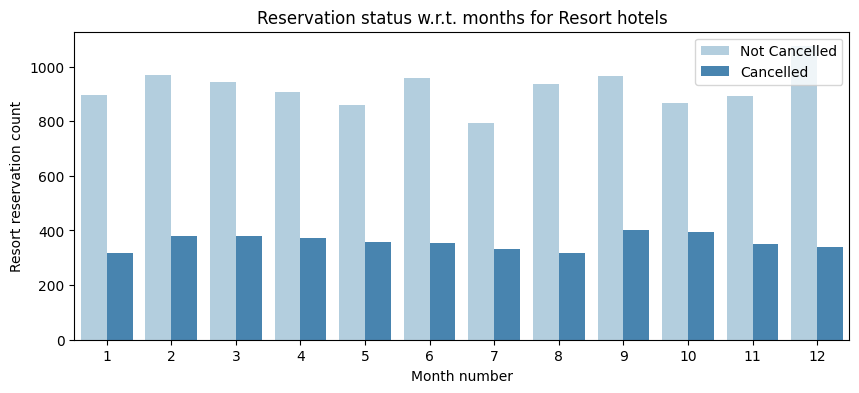 Reservation status w.r.t. months for Resort hotels
Not Cancelled
Cancelled
1000
800
600
400
200
0
Resort reservation count
1 2 3 4 5 6 7 8 9 10 11 12
Month number